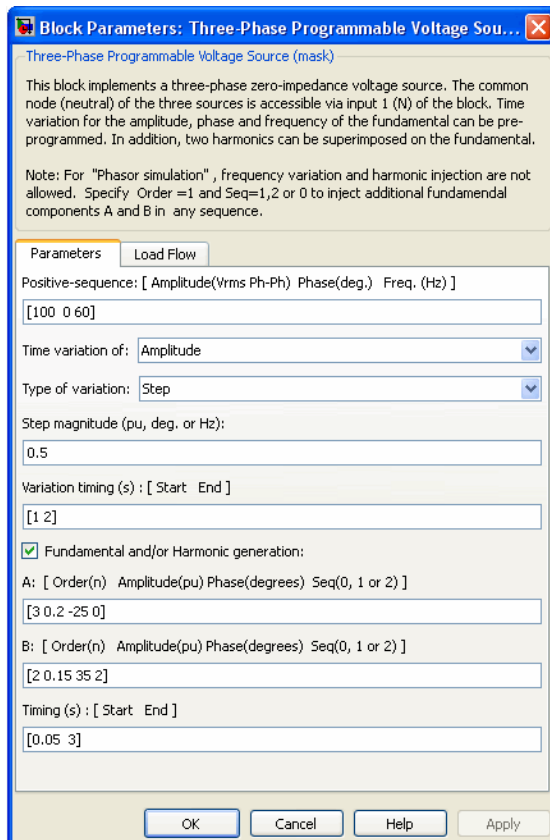 Block Parameters: Three-Phase Programmable Voltage Sou...
Three-Phase Programmable Voltage Source (mask)
This block implements a three-phase zero-impedance voltage source. The common
node (neutral) of the three sources is accessible via input 1 (N) of the block. Time
variation for the amplitude, phase and frequency of the fundamental can be pre-
programmed. In addition, two harmonics can be superimposed on the fundamental.
Note: For "Phasor simulation" , frequency variation and harmonic injection are not
allowed. Specify Order =1 and Seq=1,2 or 0 to inject additional fundamendal
components A and B in any sequence.
Parameters Load Flow
Positive-sequence: [ Amplitude(Vrms Ph-Ph) Phase(deg.) Freq. (Hz) ]
[100 0 60]
Time variation of: Amplitude
Type of variation: Step
Step magnitude (pu, deg. or Hz):
0.5
Variation timing (s) : [ Start End ]
[1 2]
Fundamental and/or Harmonic generation:
A: [ Order(n) Amplitude(pu) Phase(degrees) Seq(0, 1 or 2) ]
[3 0.2 -25 0]
B: [ Order(n) Amplitude(pu) Phase(degrees) Seq(0, 1 or 2) ]
[2 0.15 35 2]
Timing (s) : [ Start End ]
[0.05 3]
OK Cancel Help Apply